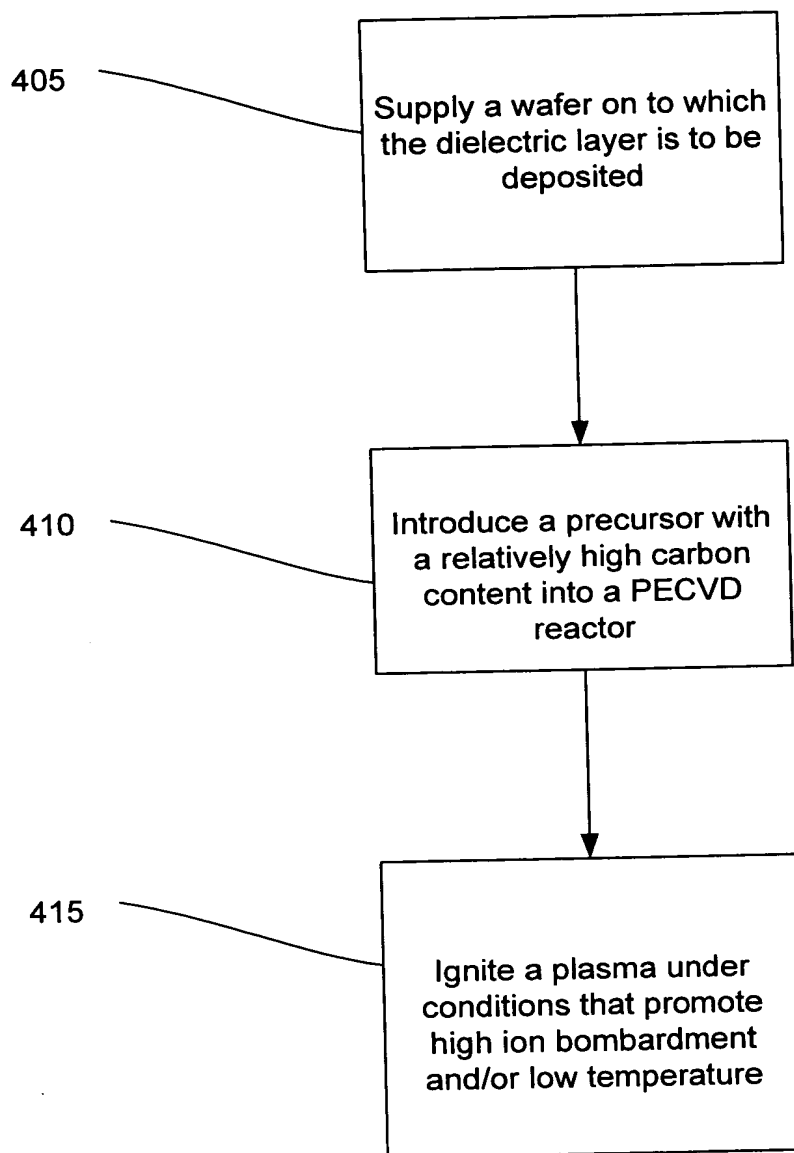 405
Supply a wafer on to which
the dielectric layer is to be
deposited
410
Introduce a precursor with
a relatively high carbon
content into a PECVD
reactor
415
Ignite a plasma under
conditions that promote
high ion bombardment
and/or low temperature